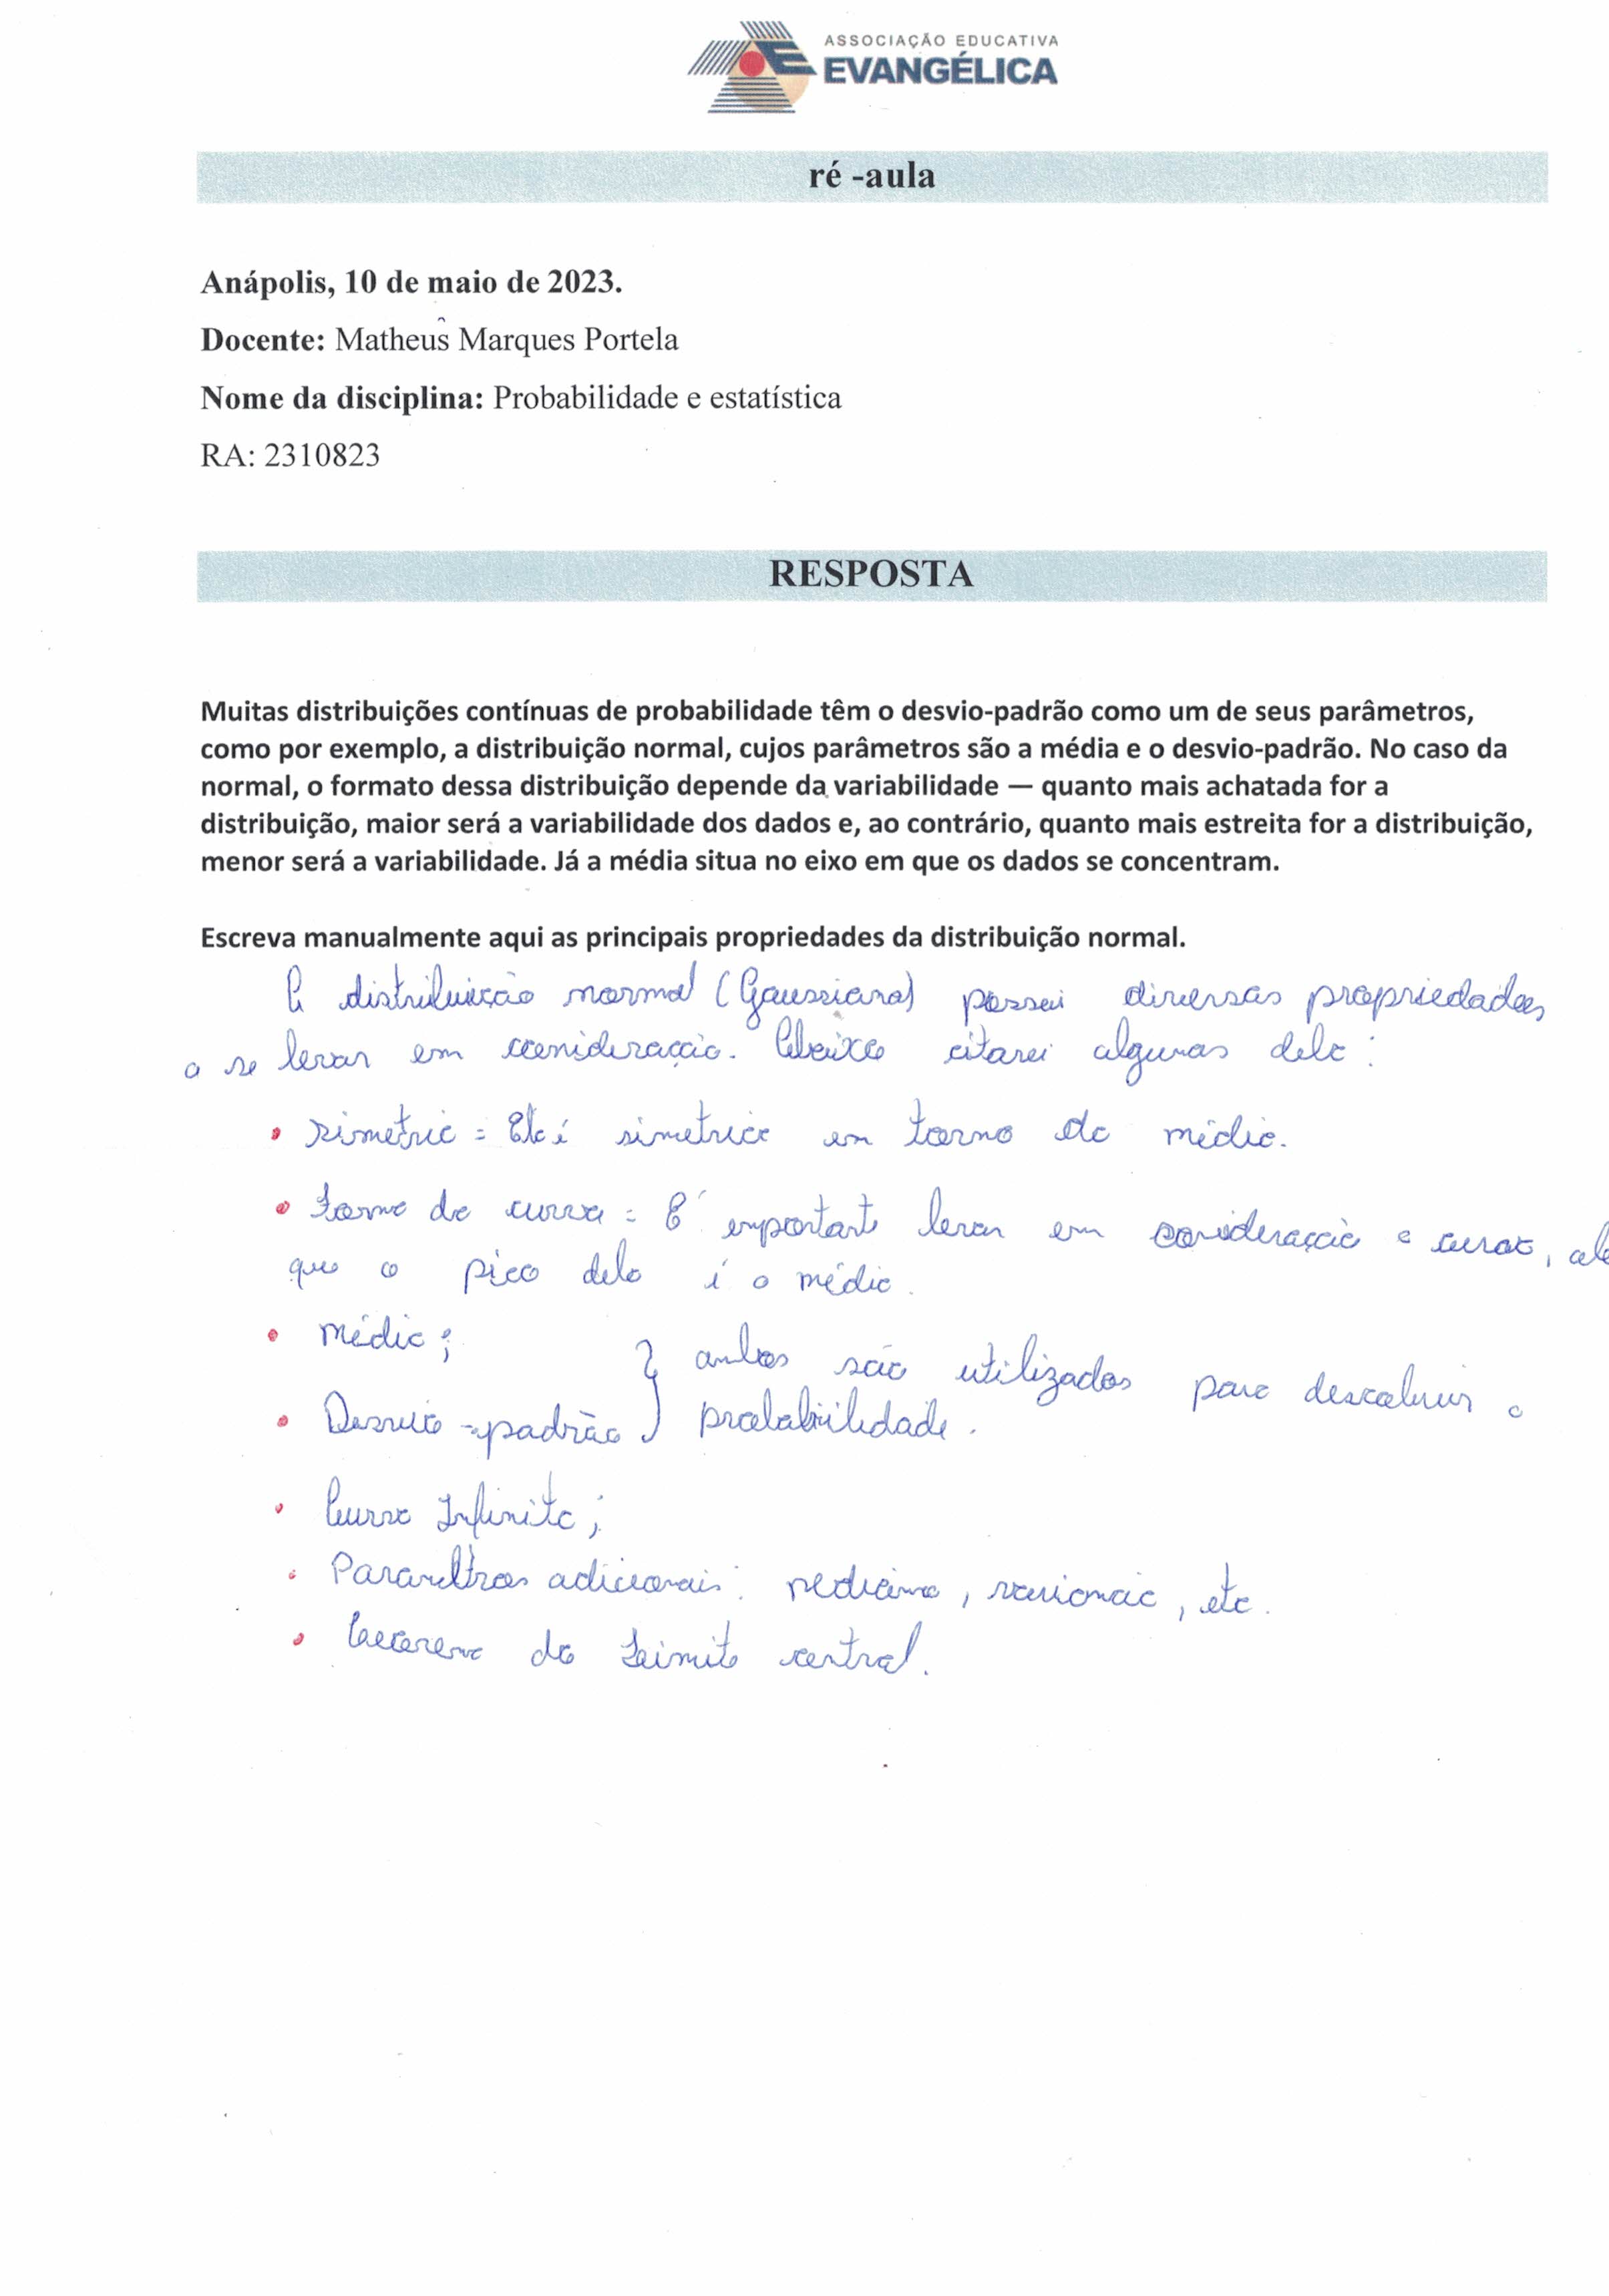 ASSOCIAÇÃO EDUCATIVA
EVANGÉLICA
ré -aula
Anápolis, 10 de maio de 2023.
Docente: Matheus Marques Portela
Nome da disciplina: Probabilidade e estatística
RA: 2310823
RESPOSTA
Muitas distribuições contínuas de probabilidade têm o desvio-padrão como um de seus parâmetros,
como por exemplo, a distribuição normal, cujos parâmetros são a média e o desvio-padrão. No caso da
normal, o formato dessa distribuição depende da variabilidade — quanto mais achatada for a
distribuição, maior será a variabilidade dos dados e, ao contrário, quanto mais estreita for a distribuição,
menor será a variabilidade. Já a média situa no eixo em que os dados se concentram.
Escreva manualmente aqui as principais propriedades da distribuição normal.
A distribuição normal (Gaussiana) possui diversas propriedades
a se levar em consideração. Abaixo citarei algumas dela:
• simetria = Ela é simetrica em torno da média.
• forma da curva = É importante levar em consideração a curva,
que o pico dela é a média.
• média;
• Desvio-padrão } ambos são utilizados para descobrir a
probabilidade.
• Curva Infinita;
• Parametros adicionais: mediana, variancia, etc.
• do Limite central.